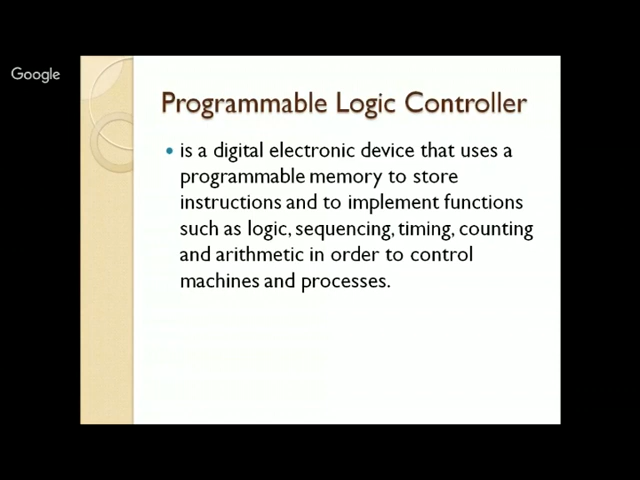 Google
Programmable Logic Controller
• is a digital electronic device that uses a
programmable memory to store
instructions and to implement functions
such as logic, sequencing, timing, counting
and arithmetic in order to control
machines and processes.